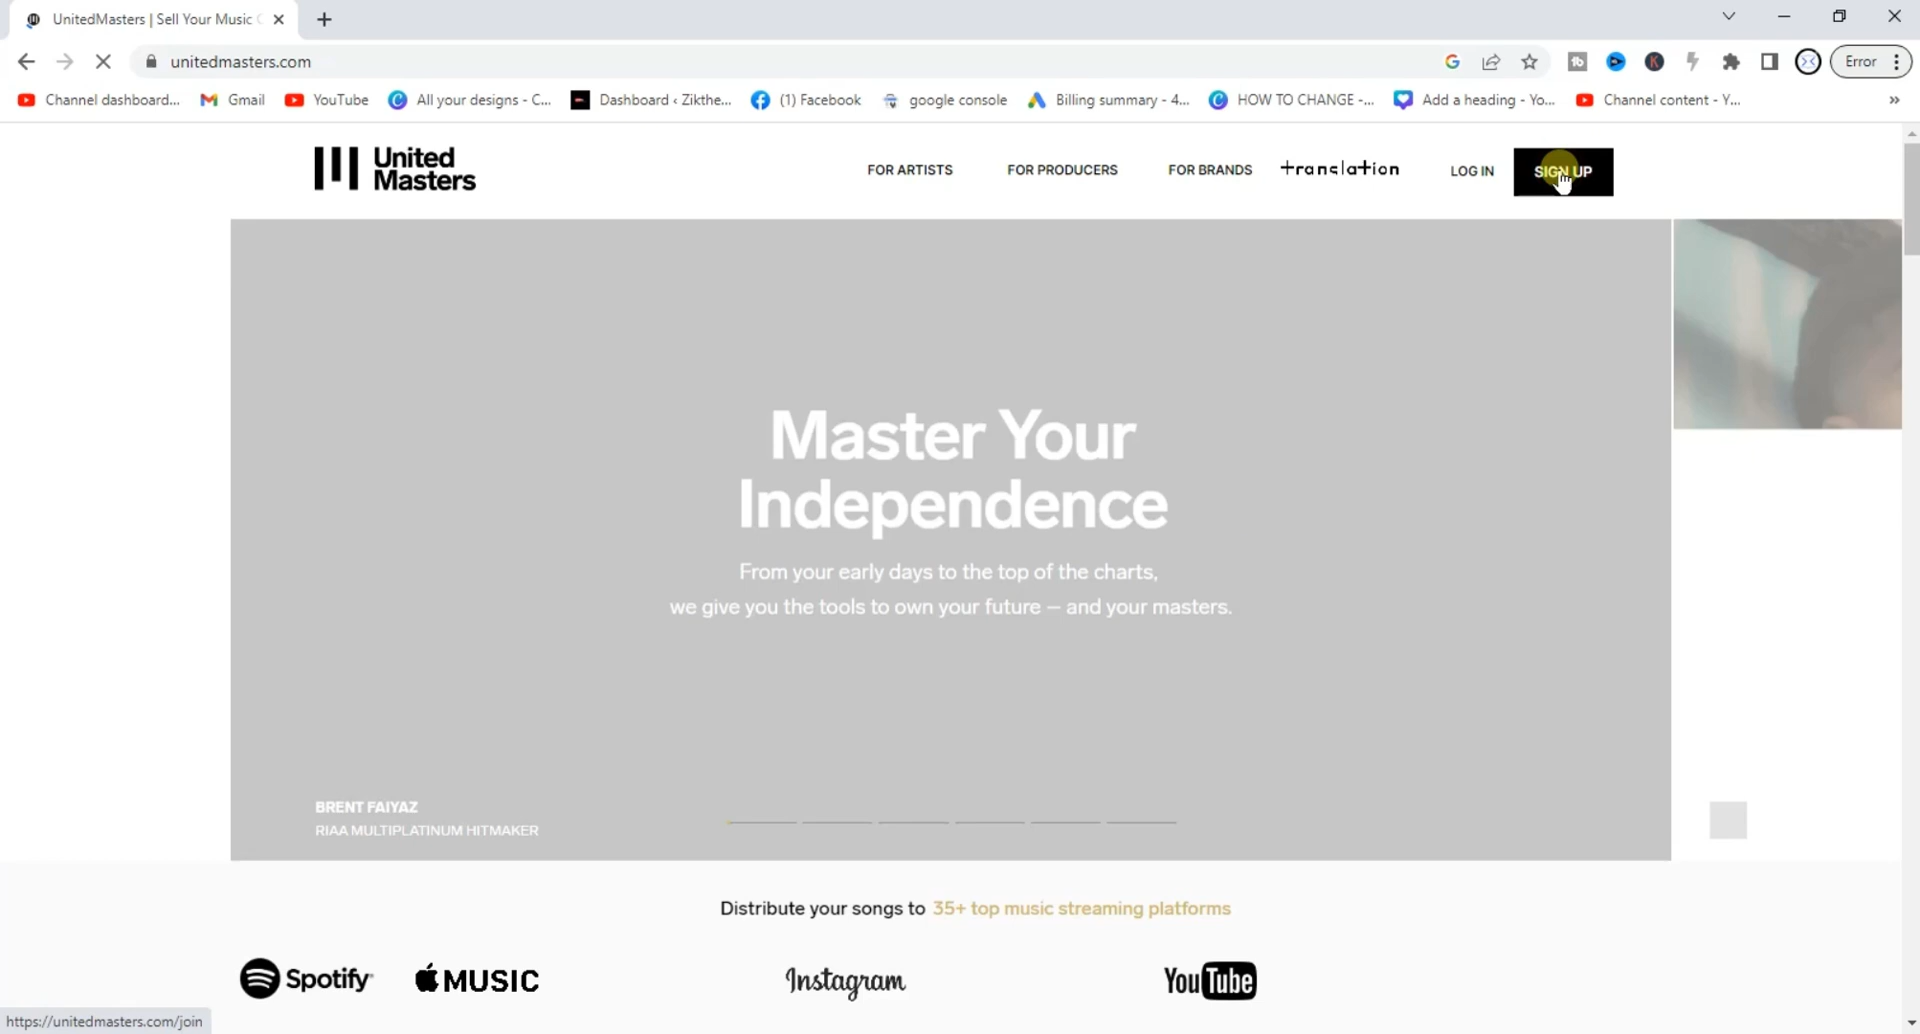 UnitedMasters | Sell Your Music
unitedmasters.com
Error
Channel dashboard...
Gmail
YouTube
All your designs - C...
Dashboard ‹ Zikthe...
(1) Facebook
google console
Billing summary - 4...
HOW TO CHANGE -...
Add a heading - Yo...
Channel content - Y...
»
United
Masters
FOR ARTISTS
FOR PRODUCERS
FOR BRANDS
translation
LOG IN
SIGN UP
Master Your
Independence
From your early days to the top of the charts,
we give you the tools to own your future – and your masters.
BRENT FAIYAZ
RIAA MULTIPLATINUM HITMAKER
Distribute your songs to 35+ top music streaming platforms
Spotify
MUSIC
Instagram
YouTube
https://unitedmasters.com/join